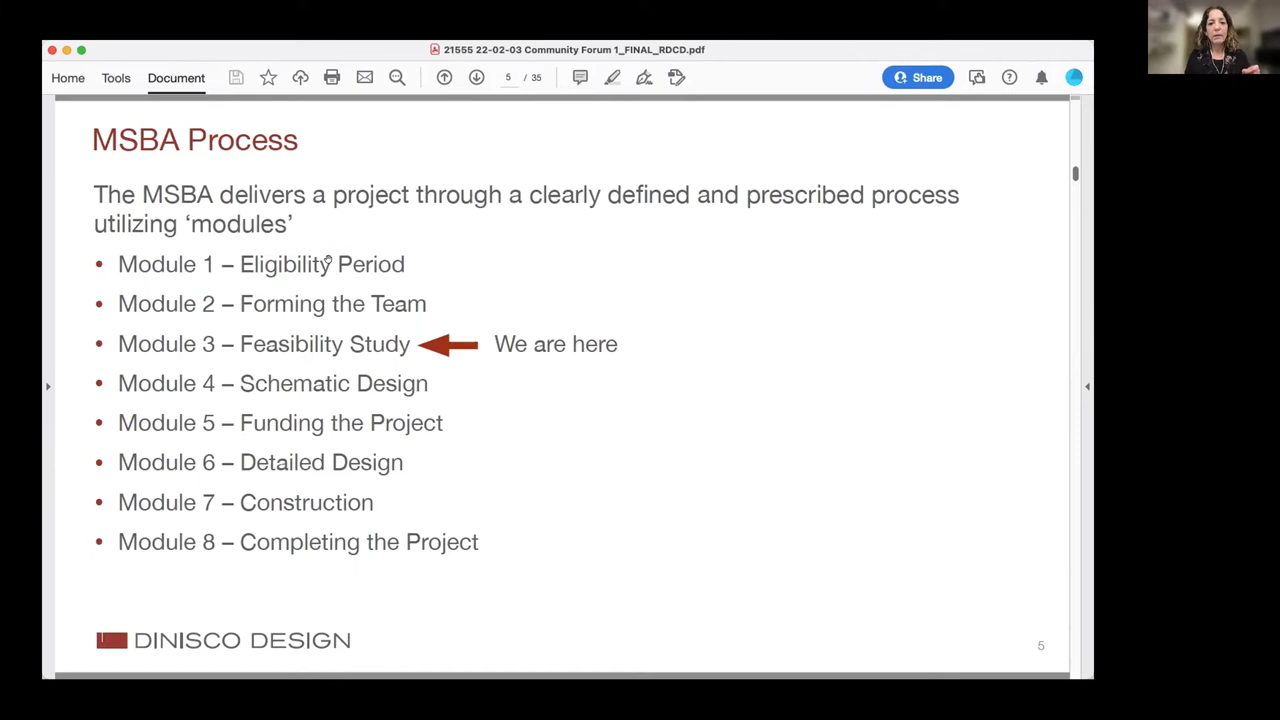 21555 22-02-03 Community Forum 1_FINAL_RDCD.pdf
Home Tools Document 5 / 35 Share
MSBA Process
The MSBA delivers a project through a clearly defined and prescribed process
utilizing ‘modules’
• Module 1 – Eligibility Period
• Module 2 – Forming the Team
• Module 3 – Feasibility Study We are here
• Module 4 – Schematic Design
• Module 5 – Funding the Project
• Module 6 – Detailed Design
• Module 7 – Construction
• Module 8 – Completing the Project
DINISCO DESIGN 5